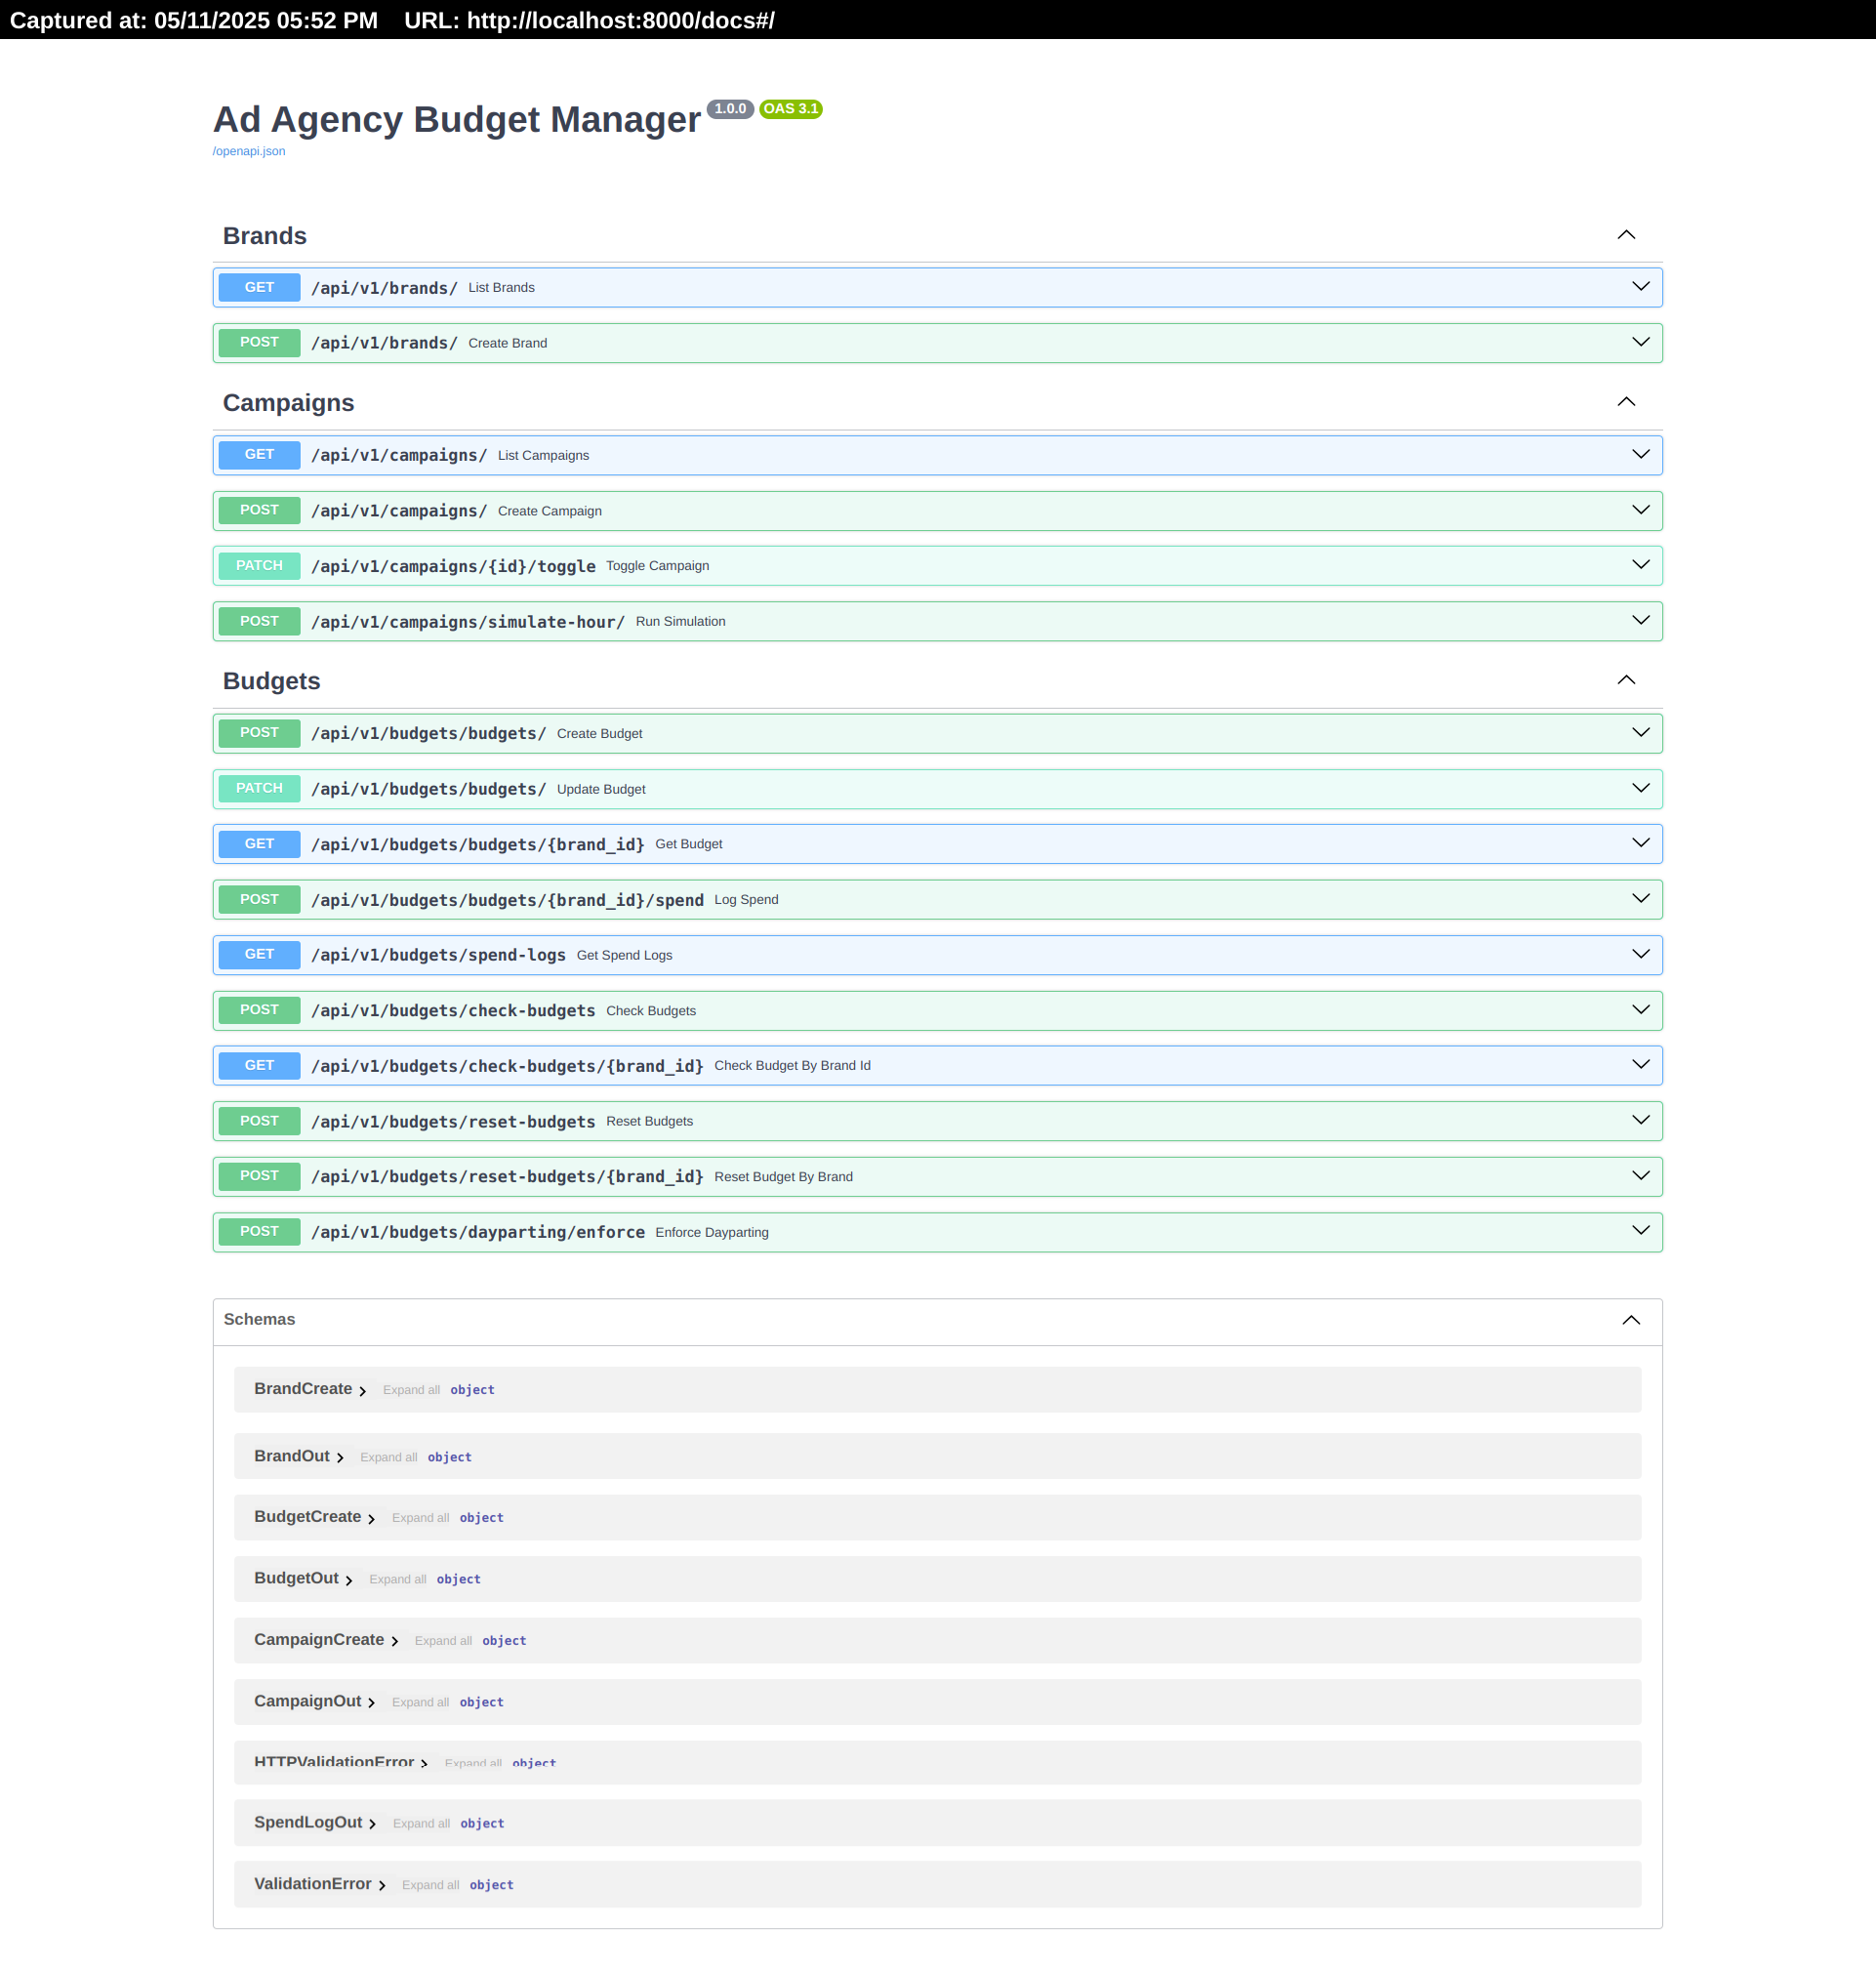 Captured at: 05/11/2025 05:52 PM URL: http://localhost:8000/docs#/
Ad Agency Budget Manager 1.0.0 OAS 3.1
/openapi.json
Brands
GET /api/v1/brands/ List Brands
POST /api/v1/brands/ Create Brand
Campaigns
GET /api/v1/campaigns/ List Campaigns
POST /api/v1/campaigns/ Create Campaign
PATCH /api/v1/campaigns/{id}/toggle Toggle Campaign
POST /api/v1/campaigns/simulate-hour/ Run Simulation
Budgets
POST /api/v1/budgets/budgets/ Create Budget
PATCH /api/v1/budgets/budgets/ Update Budget
GET /api/v1/budgets/budgets/{brand_id} Get Budget
POST /api/v1/budgets/budgets/{brand_id}/spend Log Spend
GET /api/v1/budgets/spend-logs Get Spend Logs
POST /api/v1/budgets/check-budgets Check Budgets
GET /api/v1/budgets/check-budgets/{brand_id} Check Budget By Brand Id
POST /api/v1/budgets/reset-budgets Reset Budgets
POST /api/v1/budgets/reset-budgets/{brand_id} Reset Budget By Brand
POST /api/v1/budgets/dayparting/enforce Enforce Dayparting
Schemas
BrandCreate Expand all object
BrandOut Expand all object
BudgetCreate Expand all object
BudgetOut Expand all object
CampaignCreate Expand all object
CampaignOut Expand all object
HTTPValidationError Expand all object
SpendLogOut Expand all object
ValidationError Expand all object